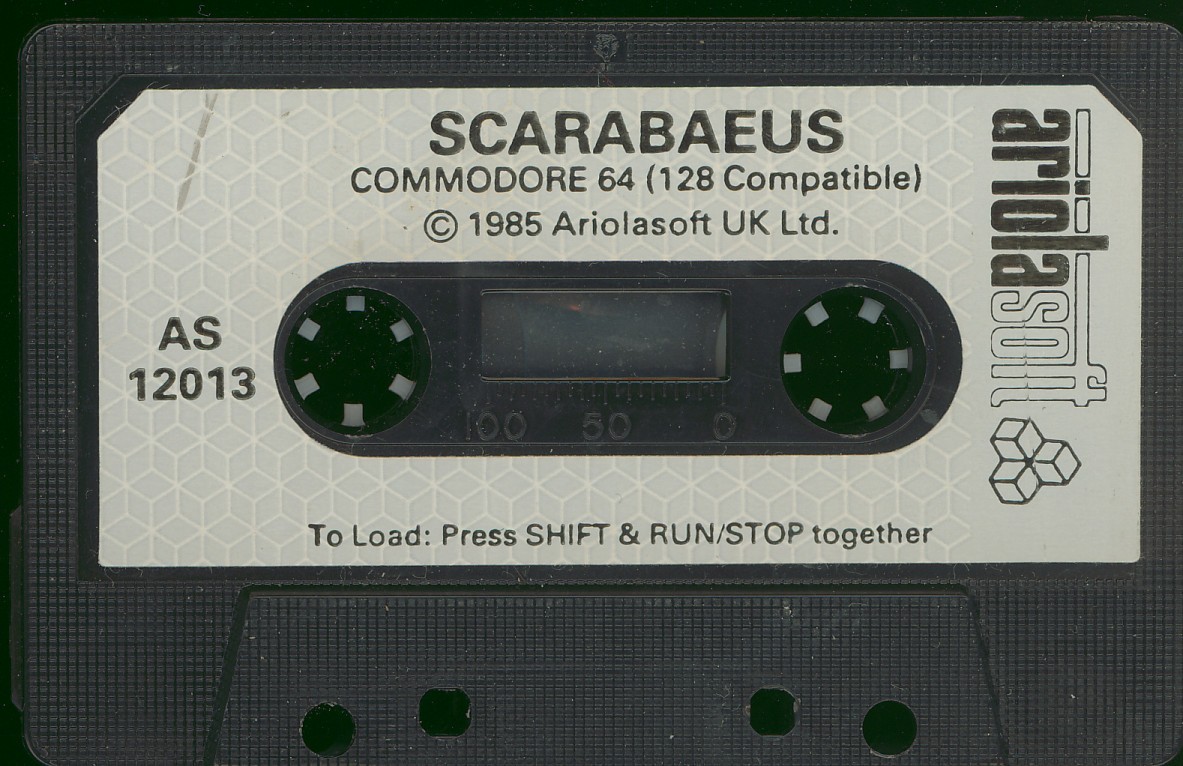 SCARABAEUS
COMMODORE 64 (128 Compatible)
© 1985 Ariolasoft UK Ltd.
ariolasoft
AS
12013
50 0
To Load: Press SHIFT & RUN/STOP together